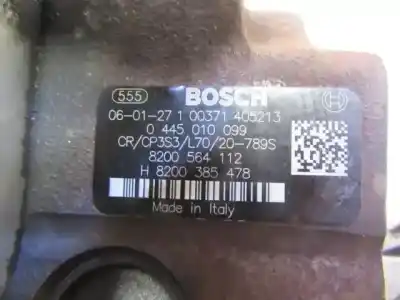 555 BOSCH
06-01-27 1 00371 405213
0 445 010 099
CR/CP3S3/L70/20-789S
8200 564 112
H 8200 385 478
Made in Italy